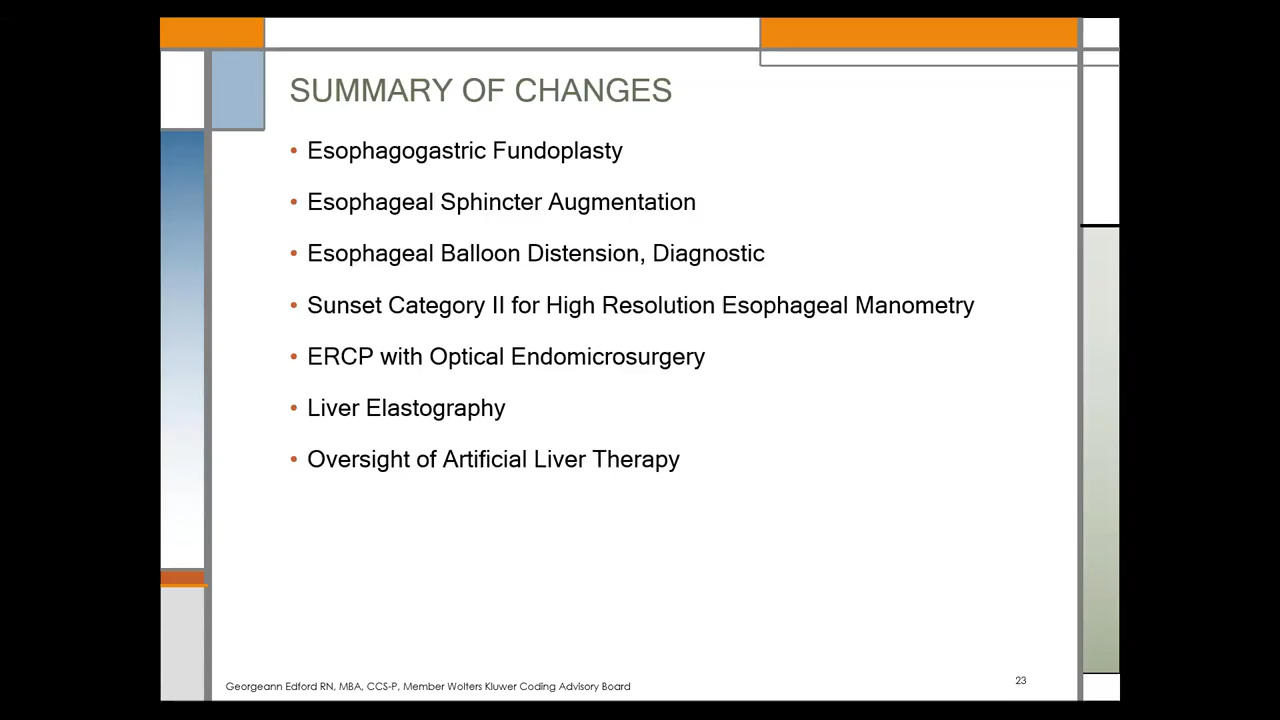 SUMMARY OF CHANGES
• Esophagogastric Fundoplasty
• Esophageal Sphincter Augmentation
• Esophageal Balloon Distension, Diagnostic
• Sunset Category II for High Resolution Esophageal Manometry
• ERCP with Optical Endomicrosurgery
• Liver Elastography
• Oversight of Artificial Liver Therapy
Georgeann Edford RN, MBA, CCS-P, Member Wolters Kluwer Coding Advisory Board
23